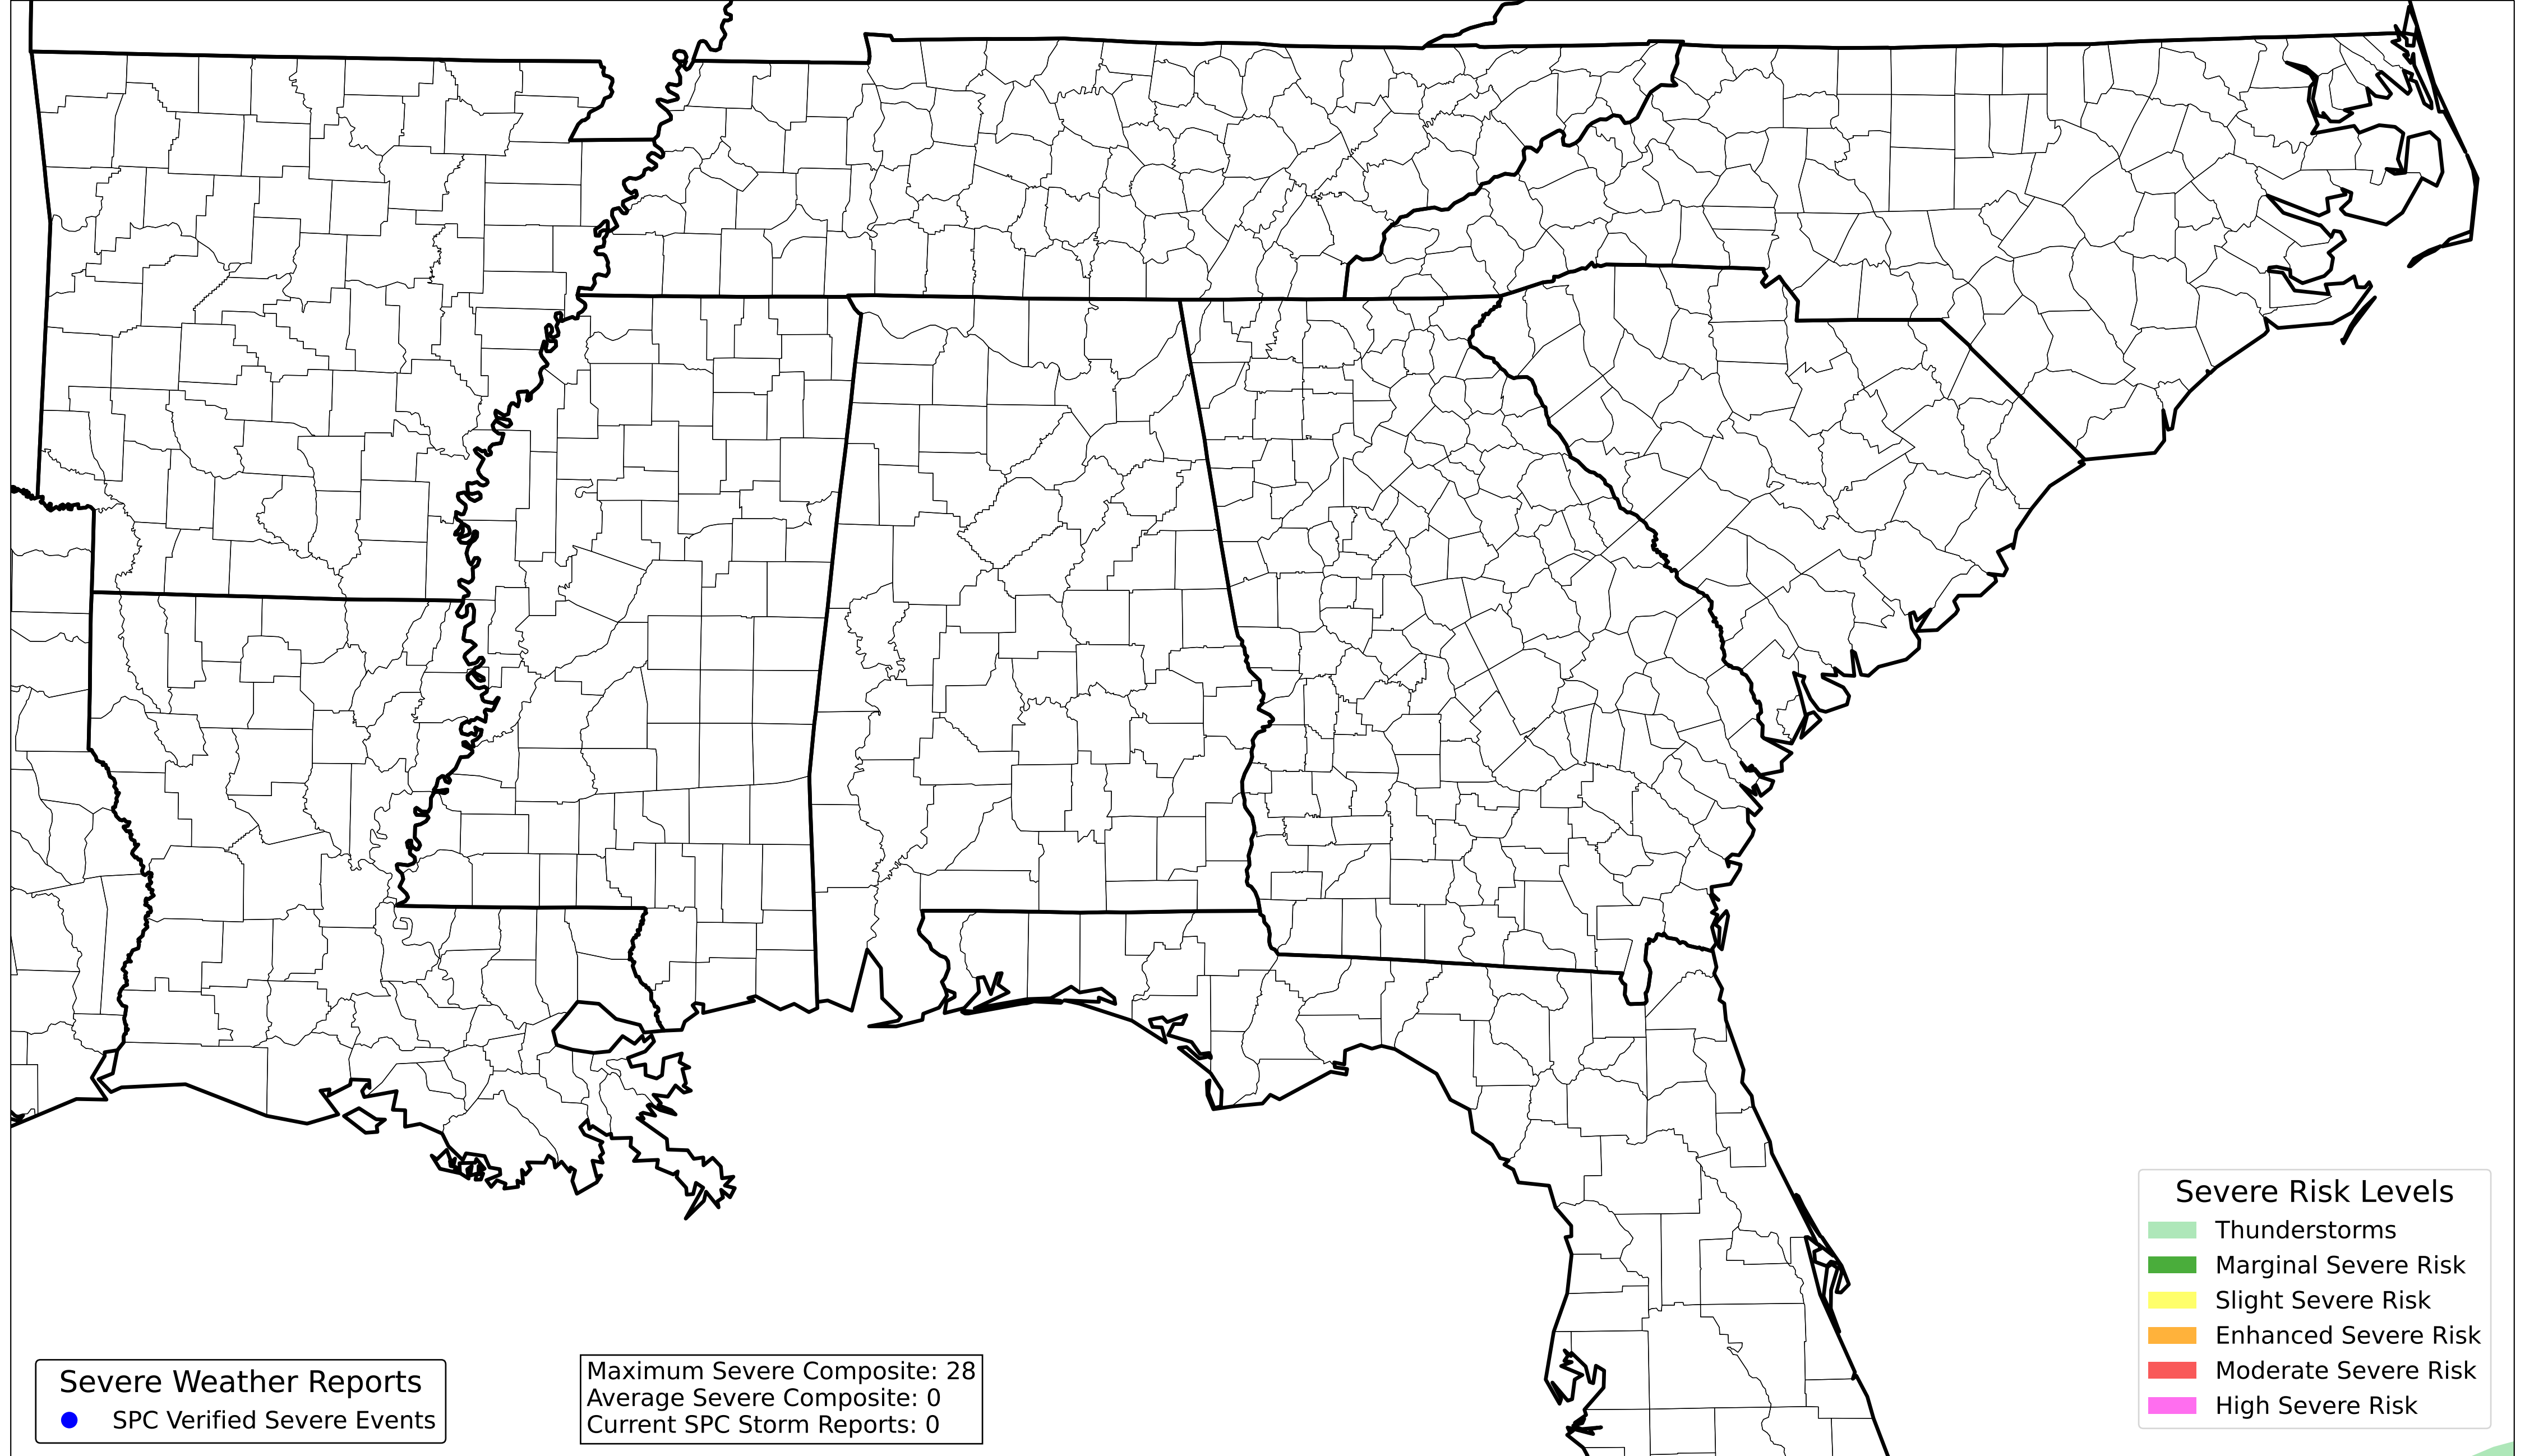 Severe Weather Reports
SPC Verified Severe Events
Maximum Severe Composite: 28
Average Severe Composite: 0
Current SPC Storm Reports: 0
Severe Risk Levels
Thunderstorms
Marginal Severe Risk
Slight Severe Risk
Enhanced Severe Risk
Moderate Severe Risk
High Severe Risk